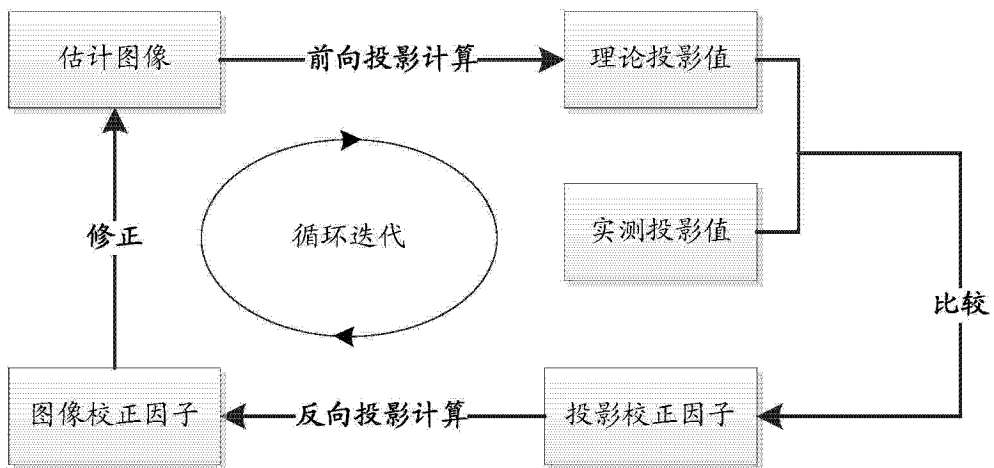 估计图像
前向投影计算
理论投影值
修正
循环迭代
实测投影值
比较
图像校正因子
反向投影计算
投影校正因子